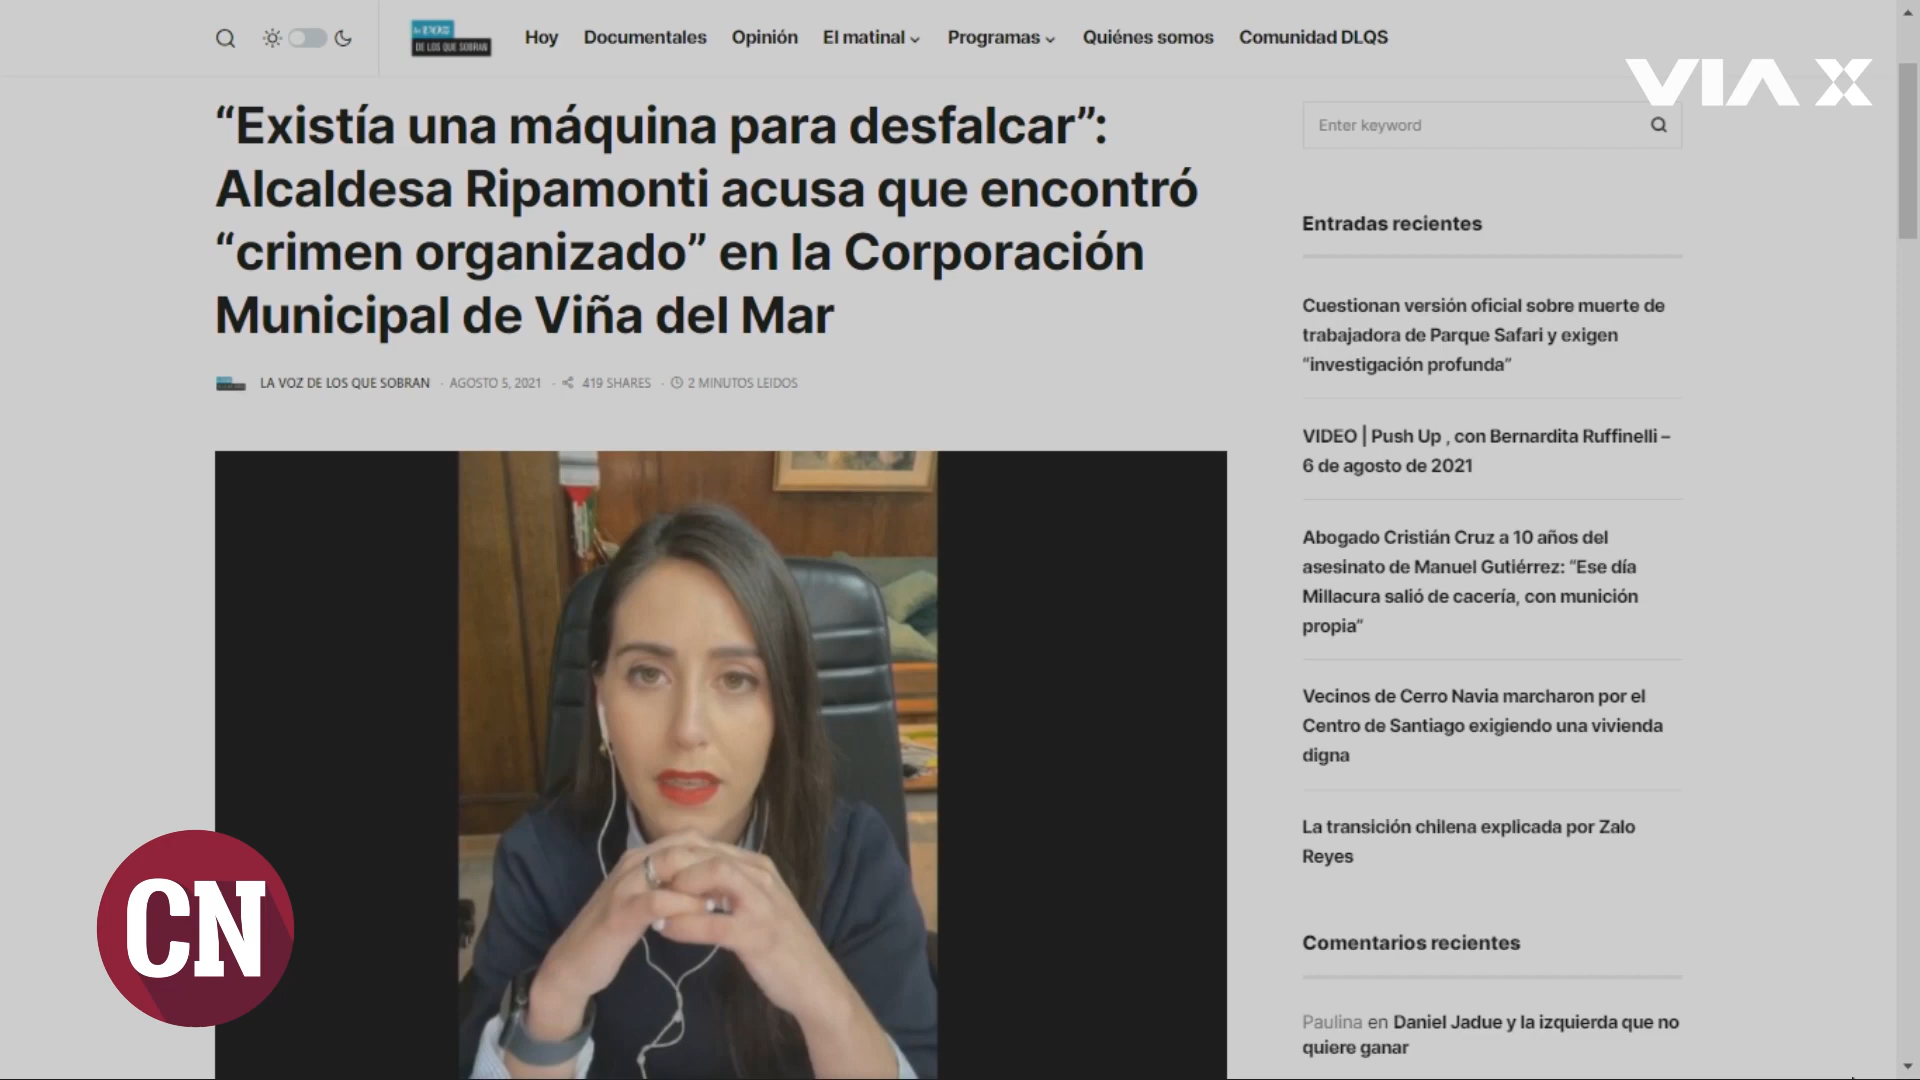 Hoy
Documentales
Opinión
El matinal
Programas
Quiénes somos
Comunidad DLQS
DE LOS QUE SOBRAN
VIA X
“Existía una máquina para desfalcar”:
Alcaldesa Ripamonti acusa que encontró
“crimen organizado” en la Corporación
Municipal de Viña del Mar
LA VOZ DE LOS QUE SOBRAN · AGOSTO 5, 2021 · 419 SHARES · 2 MINUTOS LEIDOS
CN
Enter keyword
Entradas recientes
Cuestionan versión oficial sobre muerte de
trabajadora de Parque Safari y exigen
“investigación profunda”
VIDEO | Push Up , con Bernardita Ruffinelli –
6 de agosto de 2021
Abogado Cristián Cruz a 10 años del
asesinato de Manuel Gutiérrez: “Ese día
Millacura salió de cacería, con munición
propia”
Vecinos de Cerro Navia marcharon por el
Centro de Santiago exigiendo una vivienda
digna
La transición chilena explicada por Zalo
Reyes
Comentarios recientes
Paulina en Daniel Jadue y la izquierda que no
quiere ganar